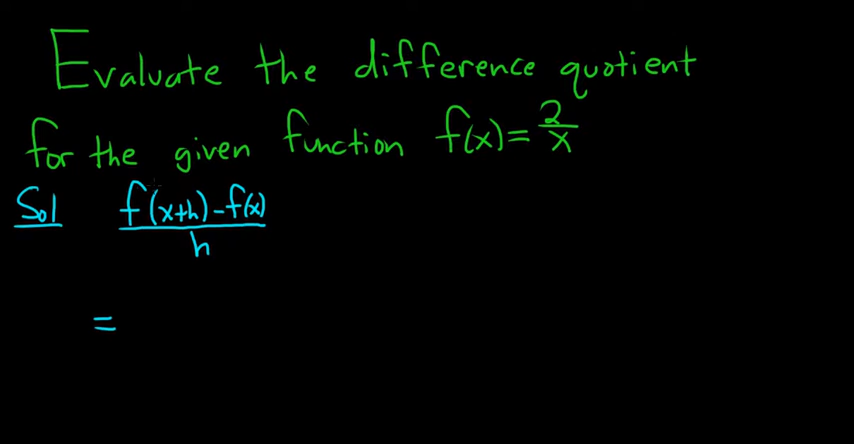 Evaluate the difference quotient
for the given function f(x) = 2/x
Sol f(x+h) - f(x) / h
=